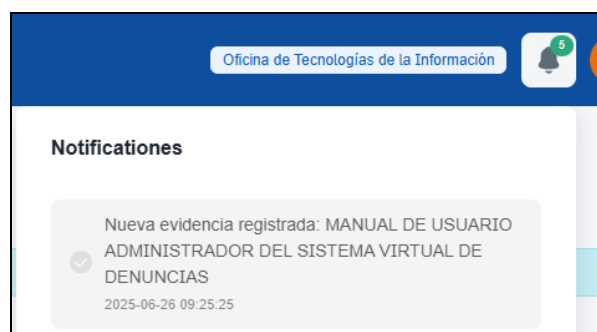 Oficina de Tecnologías de la Información
5
Notificationes
Nueva evidencia registrada: MANUAL DE USUARIO
ADMINISTRADOR DEL SISTEMA VIRTUAL DE
DENUNCIAS
2025-06-26 09:25:25